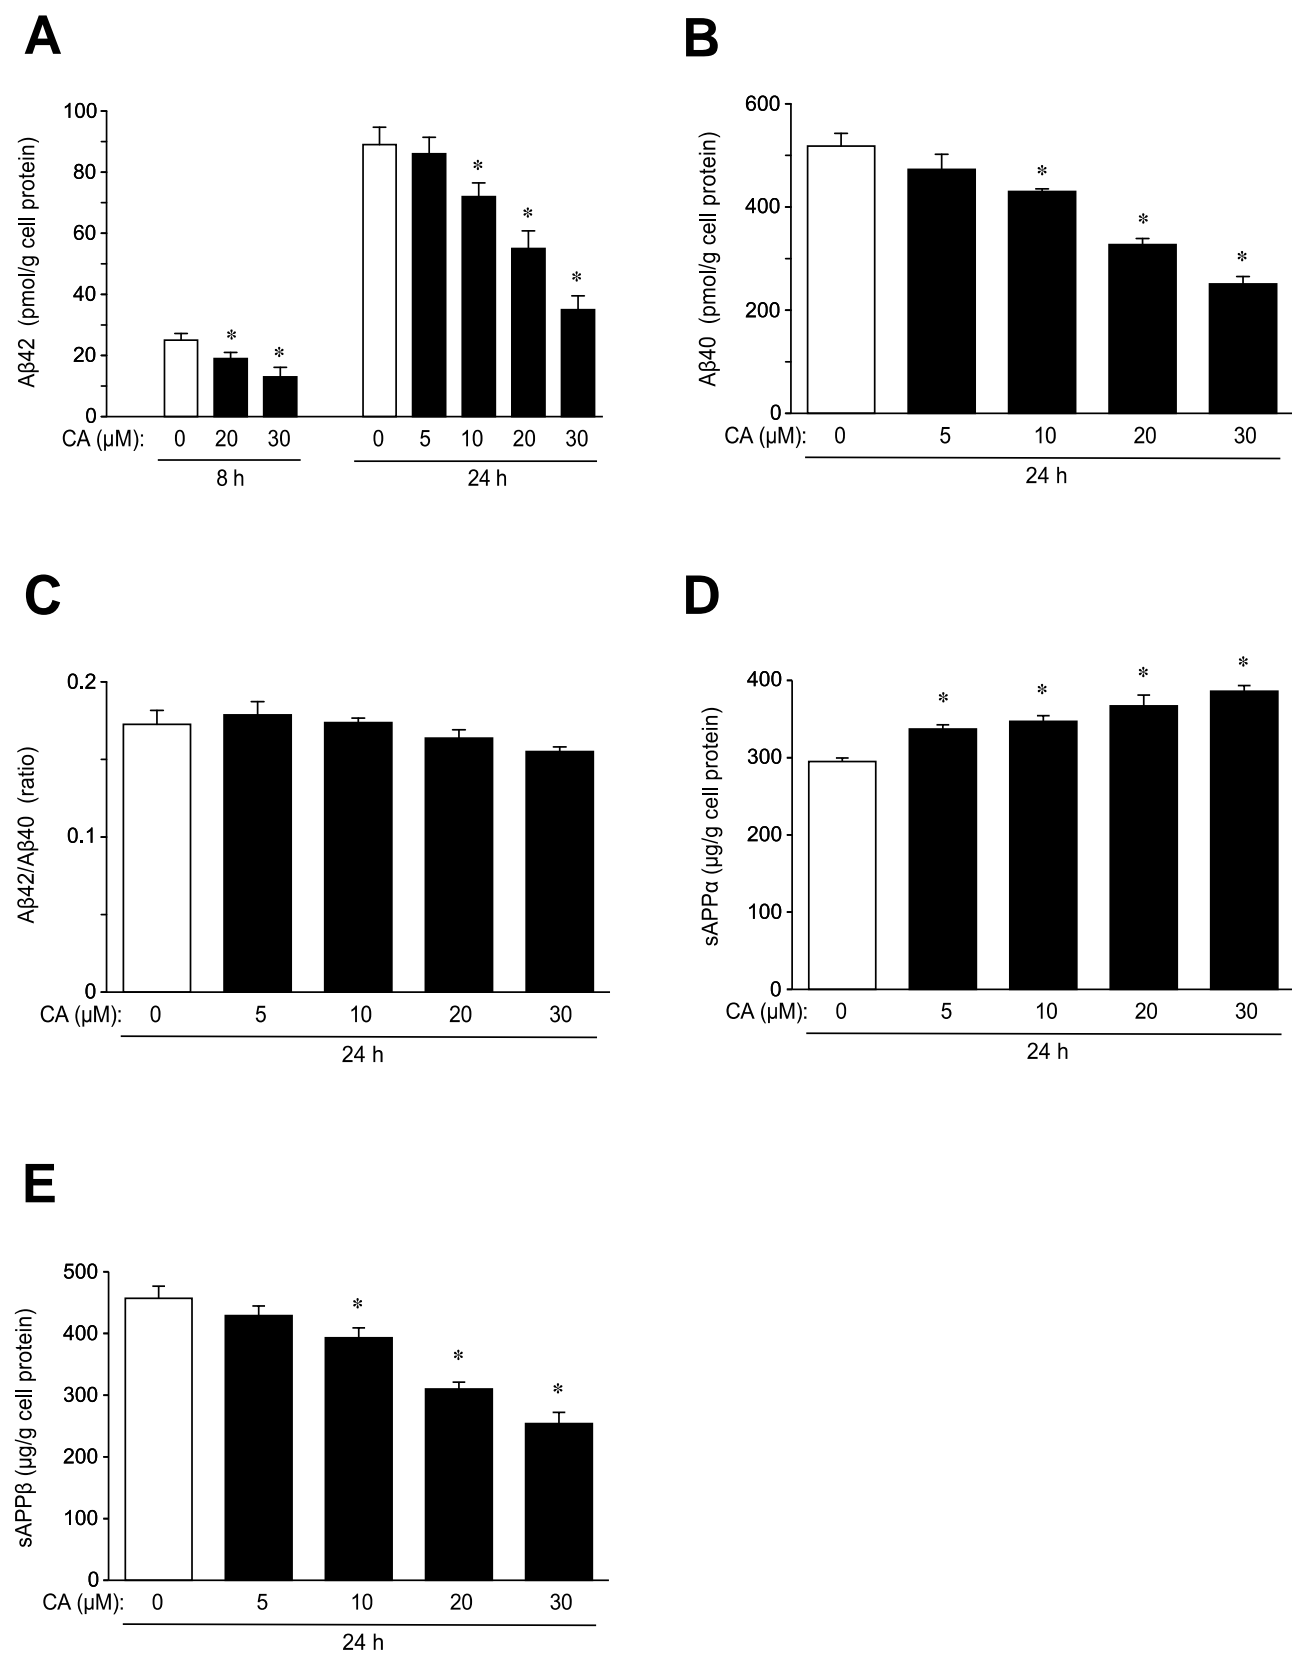 A
Aβ42 (pmol/g cell protein)
100
80
60
40
20
0
* * * * *
CA (μM): 0 20 30 0 5 10 20 30
8 h 24 h
B
Aβ40 (pmol/g cell protein)
600
400
200
0
* * *
CA (μM): 0 5 10 20 30
24 h
C
Aβ42/Aβ40 (ratio)
0.2
0.1
0
CA (μM): 0 5 10 20 30
24 h
D
sAPPα (μg/g cell protein)
400
300
200
100
0
* * * *
CA (μM): 0 5 10 20 30
24 h
E
sAPPβ (μg/g cell protein)
500
400
300
200
100
0
* * *
CA (μM): 0 5 10 20 30
24 h